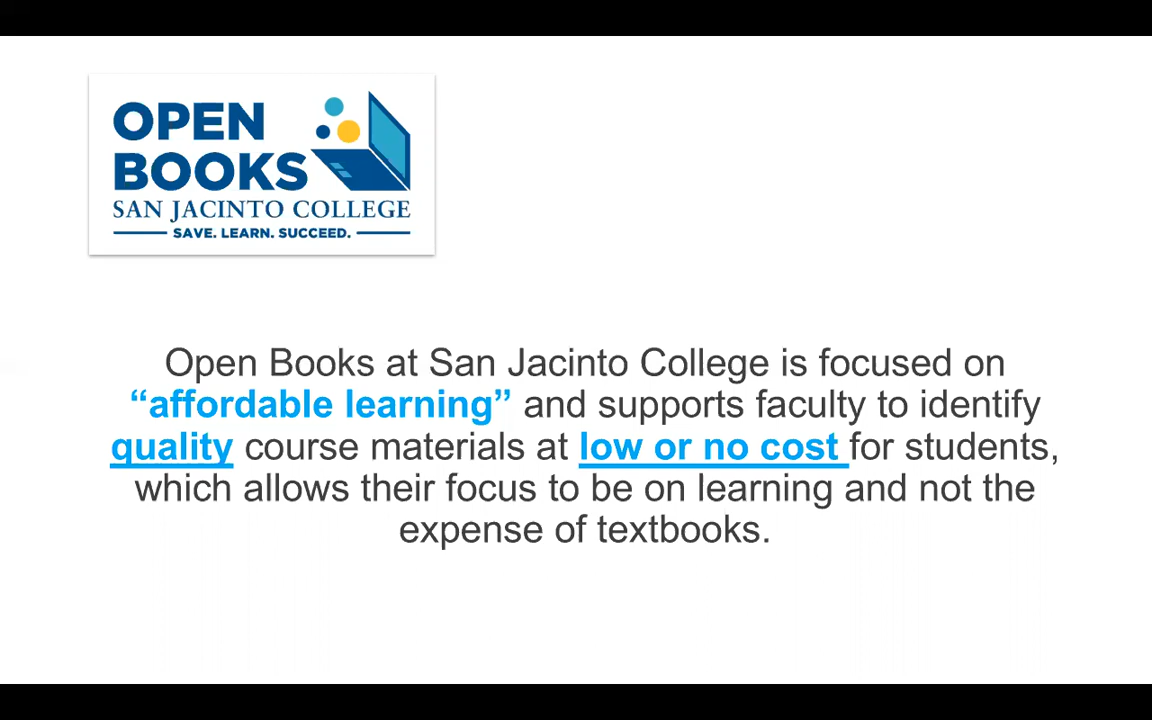 OPEN
BOOKS
SAN JACINTO COLLEGE
SAVE. LEARN. SUCCEED.
Open Books at San Jacinto College is focused on
“affordable learning” and supports faculty to identify
quality course materials at low or no cost for students,
which allows their focus to be on learning and not the
expense of textbooks.